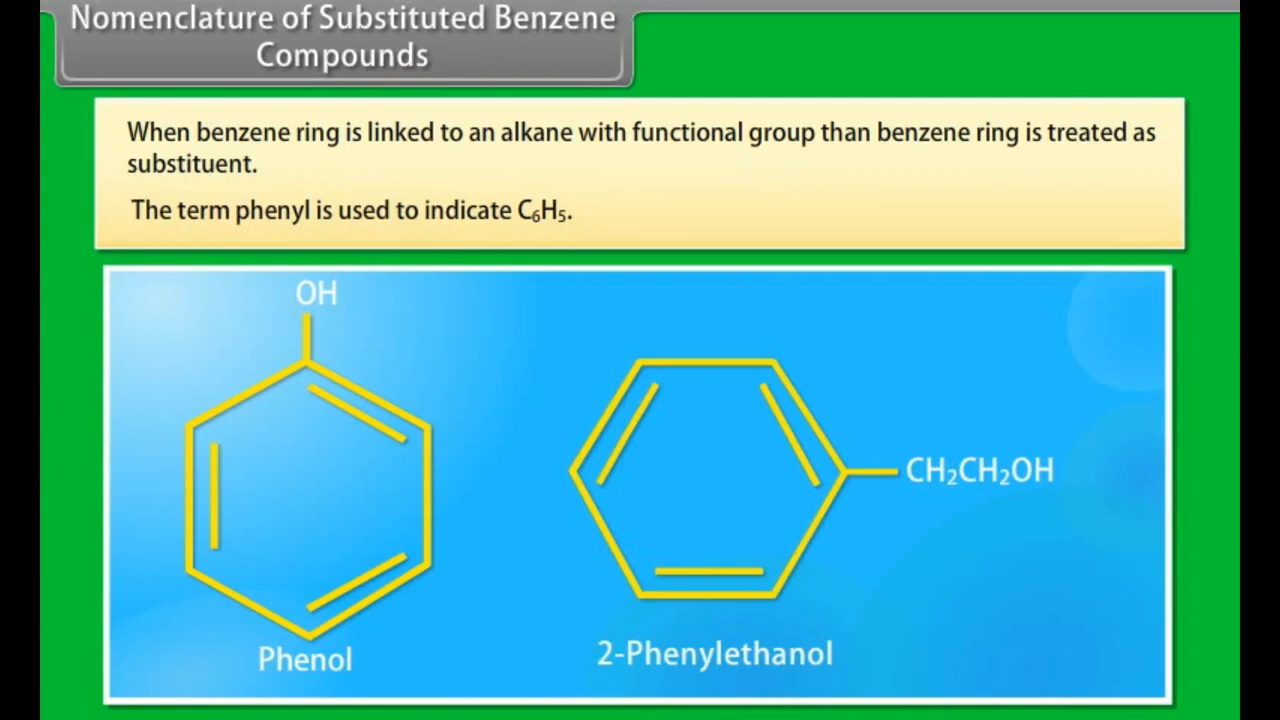 Nomenclature of Substituted Benzene
Compounds
When benzene ring is linked to an alkane with functional group than benzene ring is treated as
substituent.
The term phenyl is used to indicate C₆H₅.
OH
CH₂CH₂OH
Phenol
2-Phenylethanol